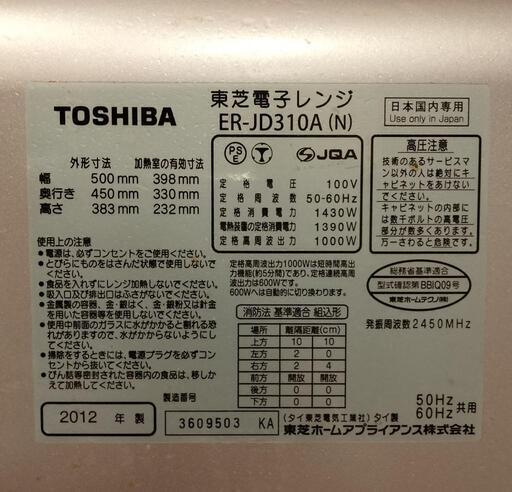 TOSHIBA
東芝電子レンジ
ER-JD310A (N)
日本国内専用
Use only in Japan
外形寸法 加熱室の有効寸法
幅 500mm 398mm
奥行き 450mm 330mm
高さ 383mm 232mm
PSE
JQA
定格電圧 100V
定格周波数 50-60Hz
定格消費電力 1430W
電熱装置の定格消費電力 1390W
定格高周波出力 1000W
高圧注意
技術のあるサービスマ
ン以外の人は絶対にキ
ャビネットをあけない
でください。
キャビネットの内部に
は数千ボルトの高電圧
部分が数多くあります。
万一さわると危険です。
使用上の注意
●電源は、必ずコンセントをご使用ください。
●とびらにものをはさんだ状態で使用しない
でください。
●食品を入れずにレンジ加熱しないでください。
●吸入口及び排出口はふさがないでください。
●金属製の容器、金・銀の容器、金・銀彩又は針金
を用いた容器等を使わないでください。
●使用中前面のガラスに水がかかると割れる恐
れがありますので、水がかからないようにし
てください。
●掃除をするときには、電源プラグを必ずコン
セントから抜いてください。
●びん詰等密栓容器内の食品は、必ず、移しか
えて加熱してください。
定格高周波出力1000Wは短時間高出
力機能(約5分間)であり、定格連続高
周波出力は600Wです。
600Wへは自動的に切り換わります。
消防法 基準適合 組込形
場所 離隔距離(cm)
上方 10 10
左方 2 0
右方 2 4
前方 開放 開放
後方 0 0
下方 0 0
総務省基準適合
型式確認第BBIQ09号
東芝ホームテクノ(株)
発振周波数2450MHz
2012 年 製
製造番号
3609503 KA
50Hz
60Hz 共用
(タイ東芝電気工業社)タイ製
東芝ホームアプライアンス株式会社